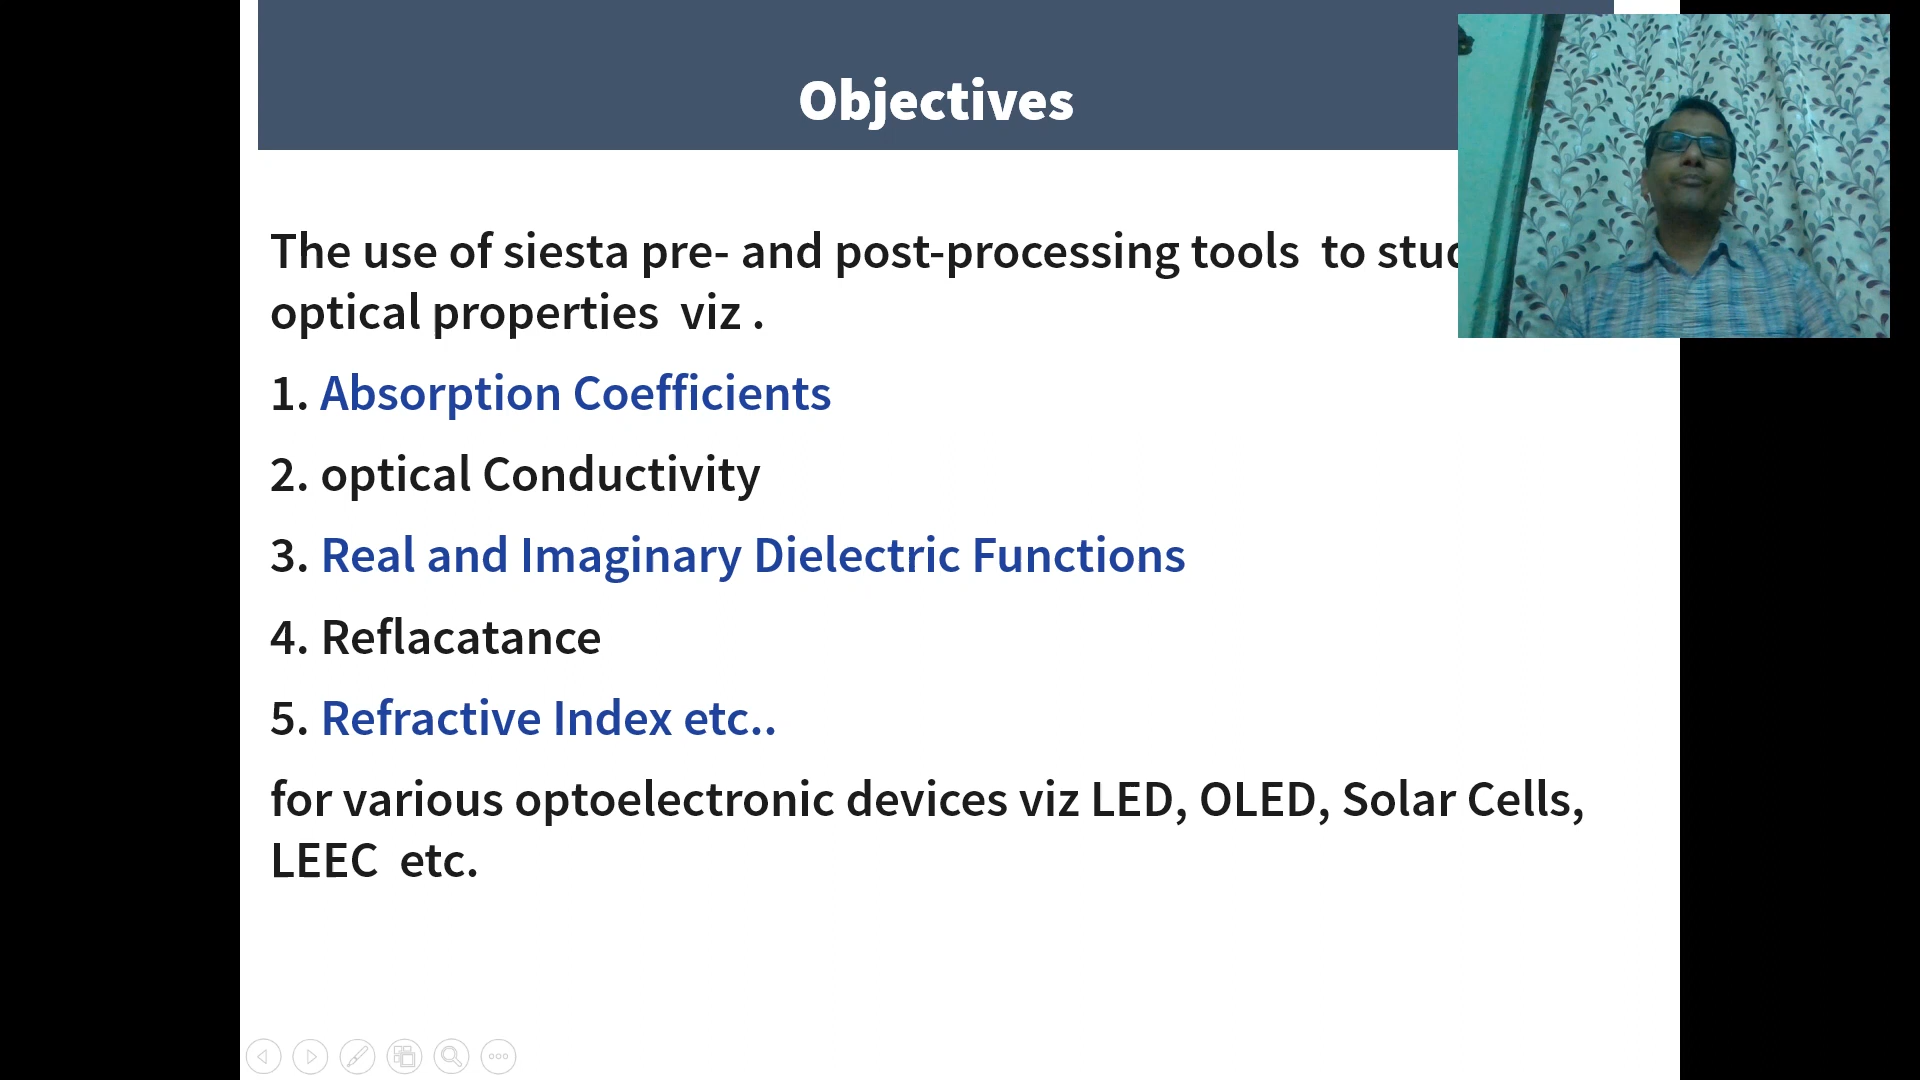 Objectives
The use of siesta pre- and post-processing tools to
optical properties viz .
1. Absorption Coefficients
2. optical Conductivity
3. Real and Imaginary Dielectric Functions
4. Reflacatance
5. Refractive Index etc..
for various optoelectronic devices viz LED, OLED, Solar Cells,
LEEC etc.